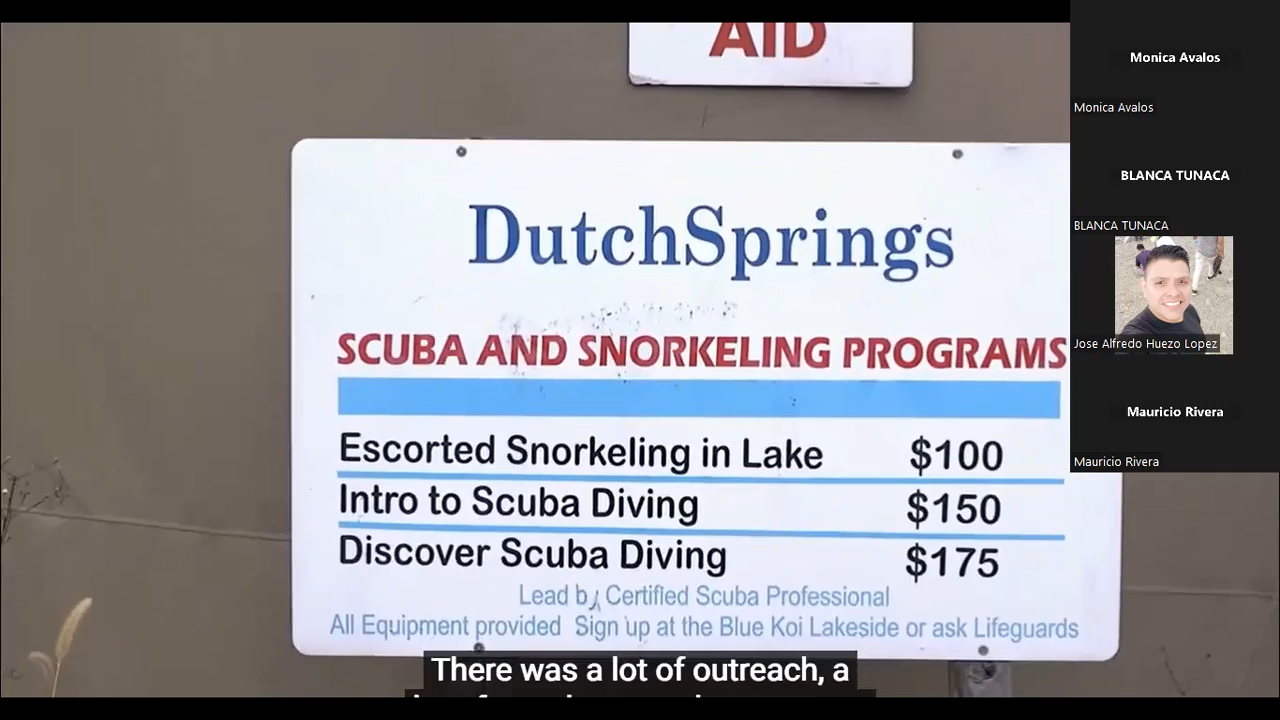 AID
DutchSprings
SCUBA AND SNORKELING PROGRAMS
Escorted Snorkeling in Lake $100
Intro to Scuba Diving $150
Discover Scuba Diving $175
Lead by Certified Scuba Professional
All Equipment provided Sign up at the Blue Koi Lakeside or ask Lifeguards
There was a lot of outreach, a
Monica Avalos
Monica Avalos
BLANCA TUNACA
BLANCA TUNACA
Jose Alfredo Huezo Lopez
Mauricio Rivera
Mauricio Rivera